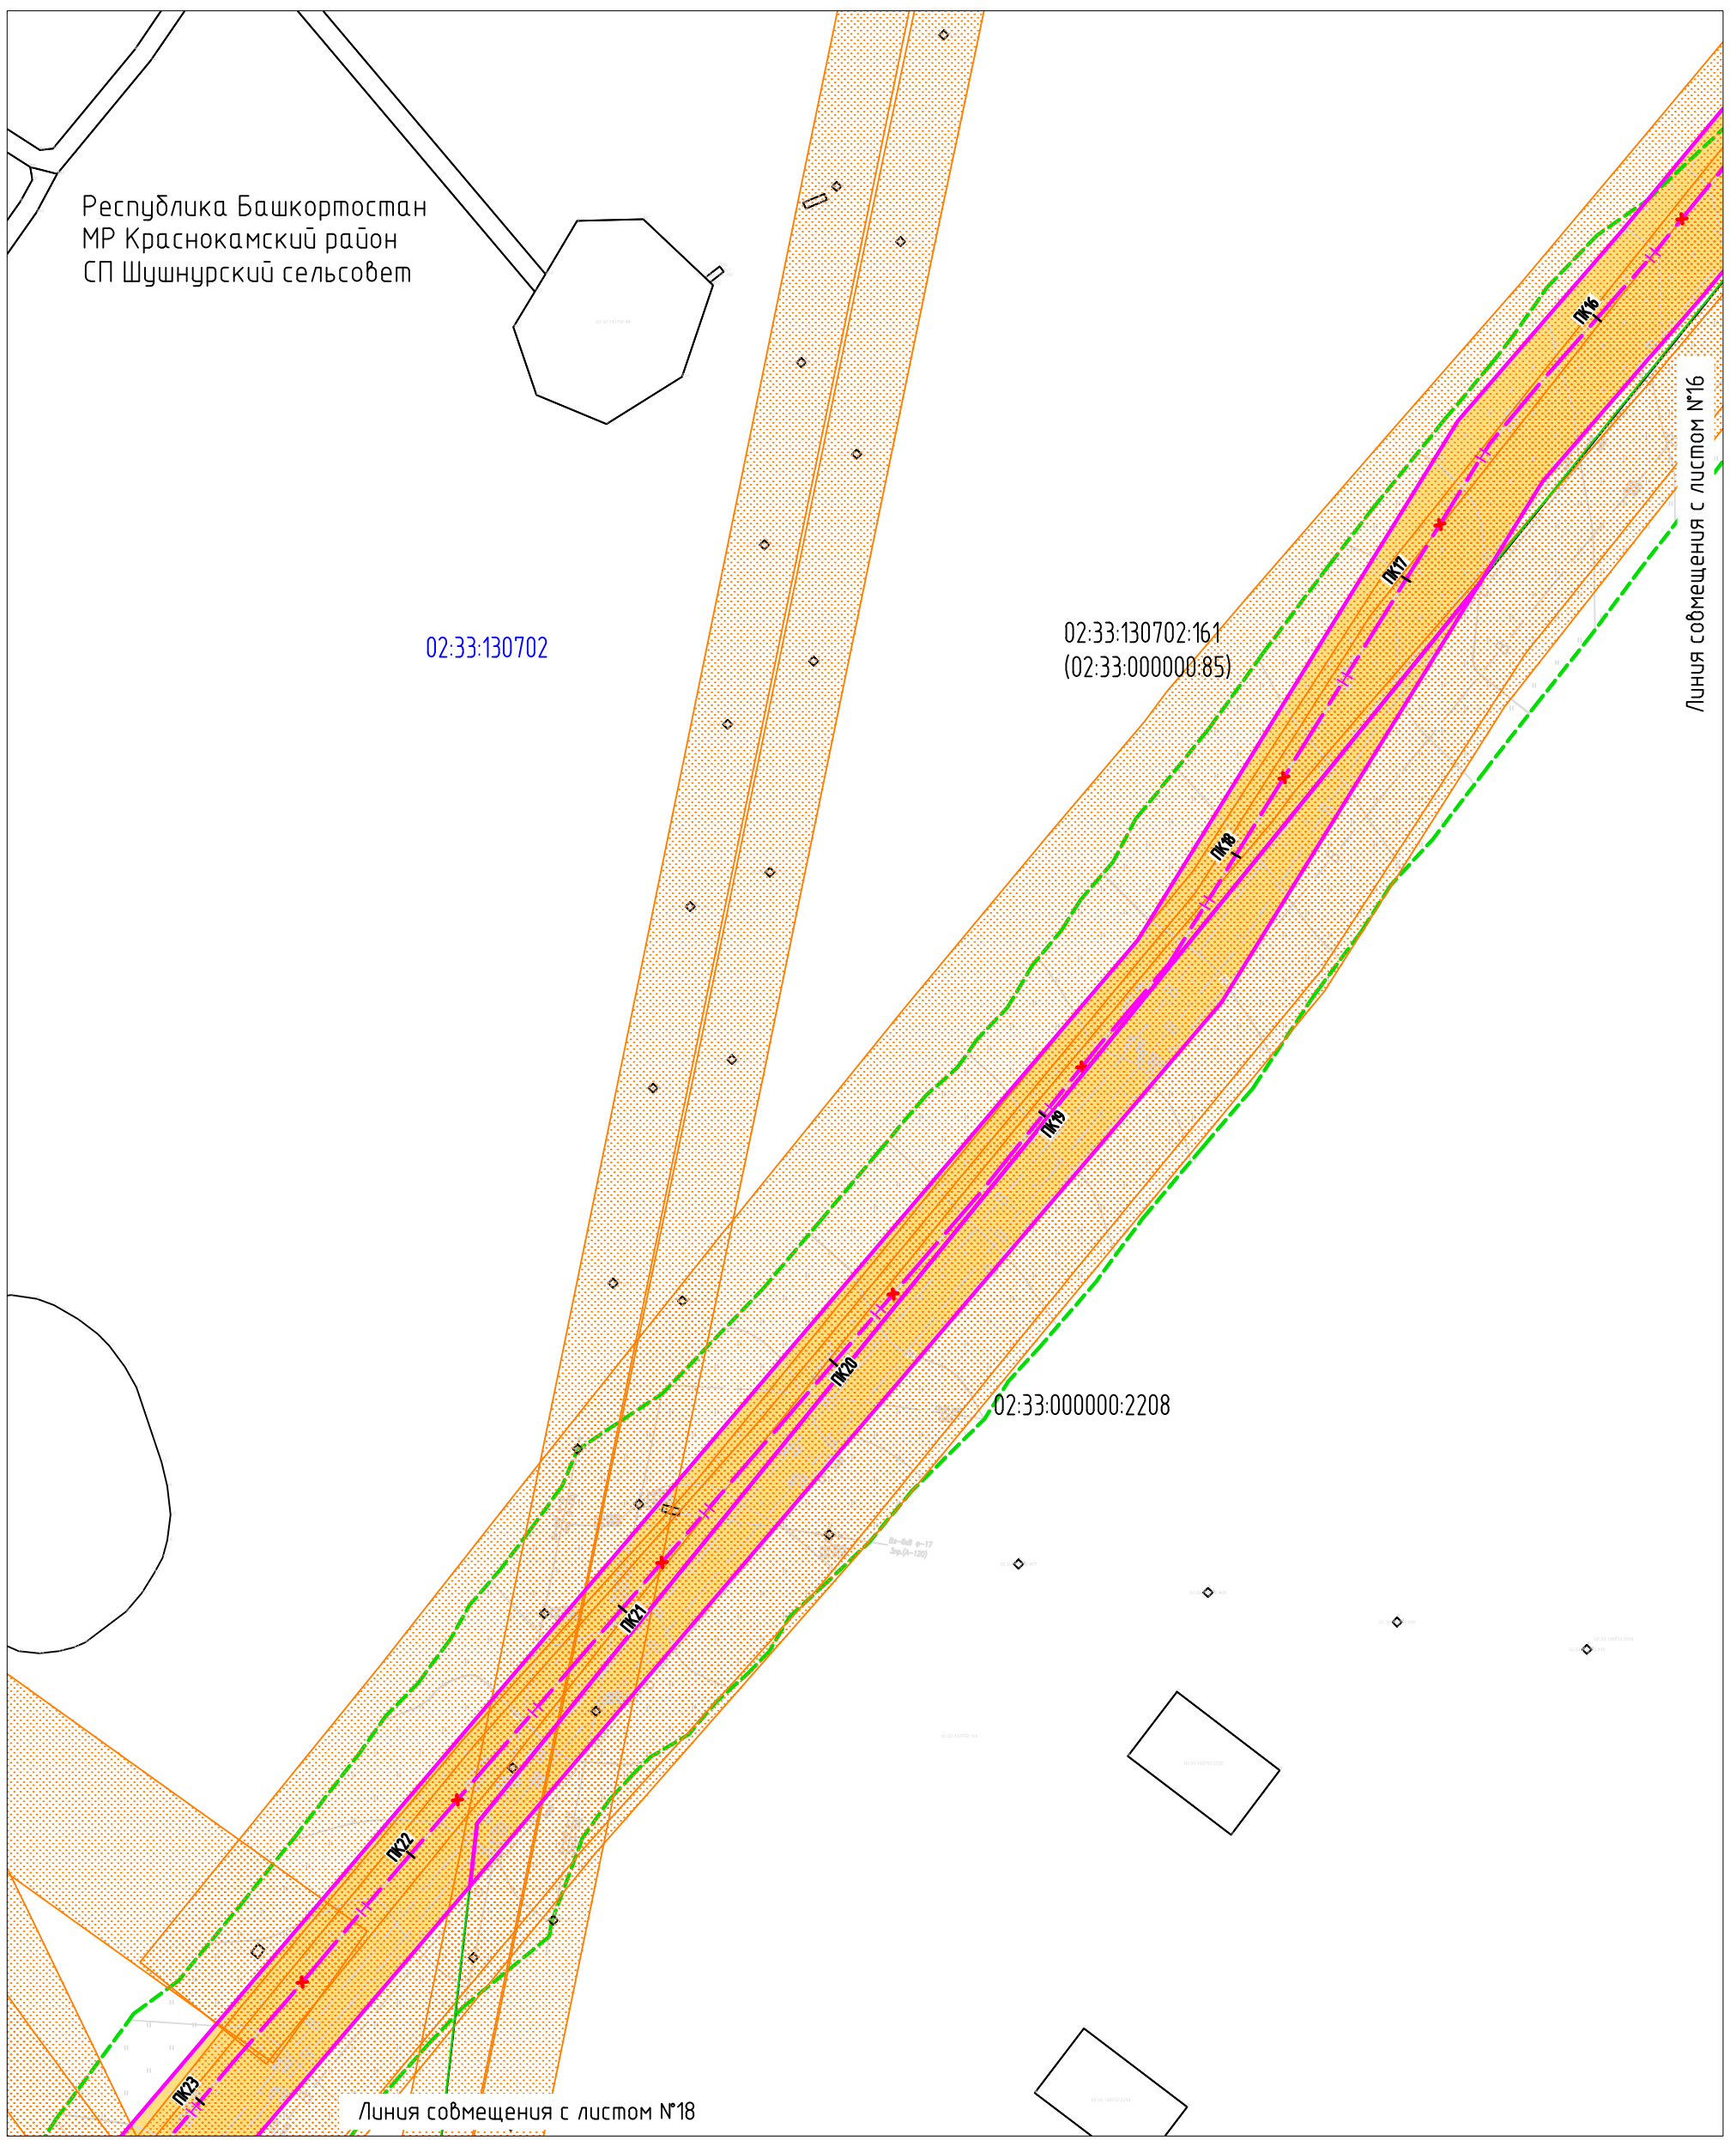 Республика Башкортостан
МР Краснокамский район
СП Шушнурский сельсовет
ПК16
Линия совмещения с листом №16
ПК17
02:33:130702:161
(02:33:000000:85)
02:33:130702
ПК18
ПК19
ПК20
02:33:000000:2208
ПК21
ПК22
ПК23
Линия совмещения с листом №18